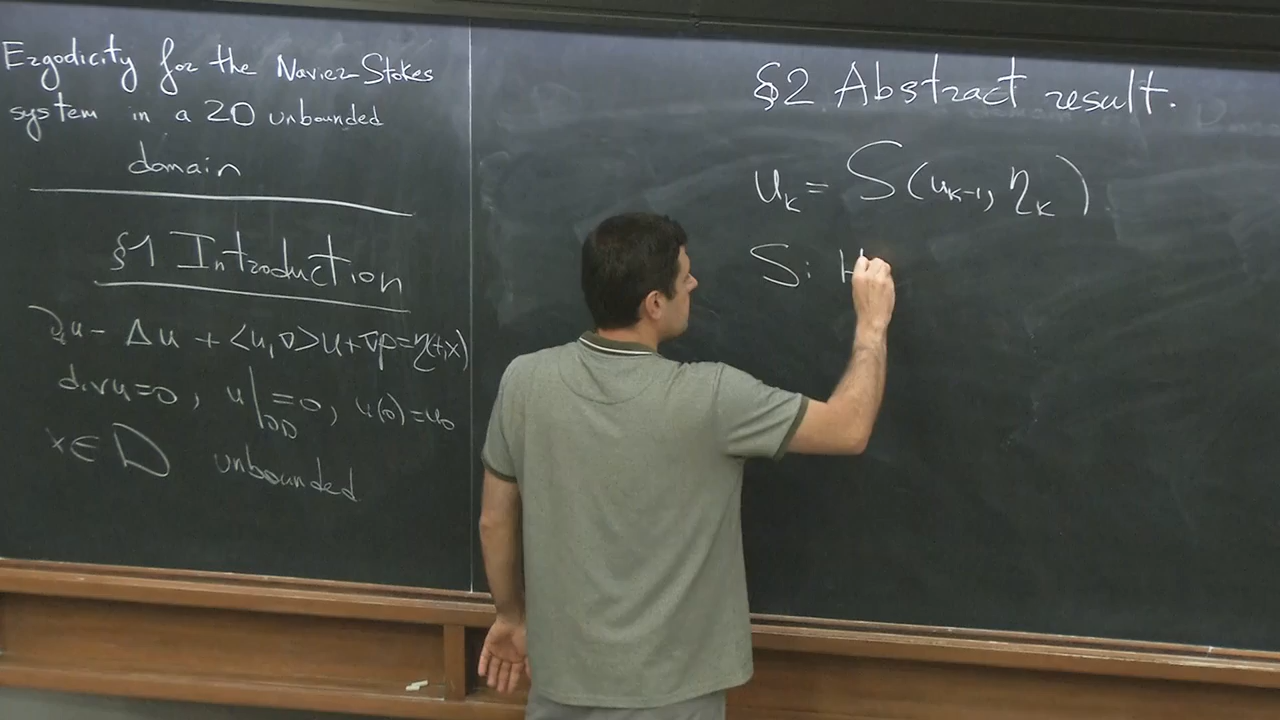 Ergodicity for the Navier-Stokes
system in a 2D unbounded
domain
§1 Introduction
∂ₜu - Δu + <u,∇>u + ∇p = η(t,x)
div u = 0, u|∂D = 0, u(0) = u₀
x ∈ D unbounded
§2 Abstract result.
uₖ = S(uₖ₋₁, ηₖ)
S: H